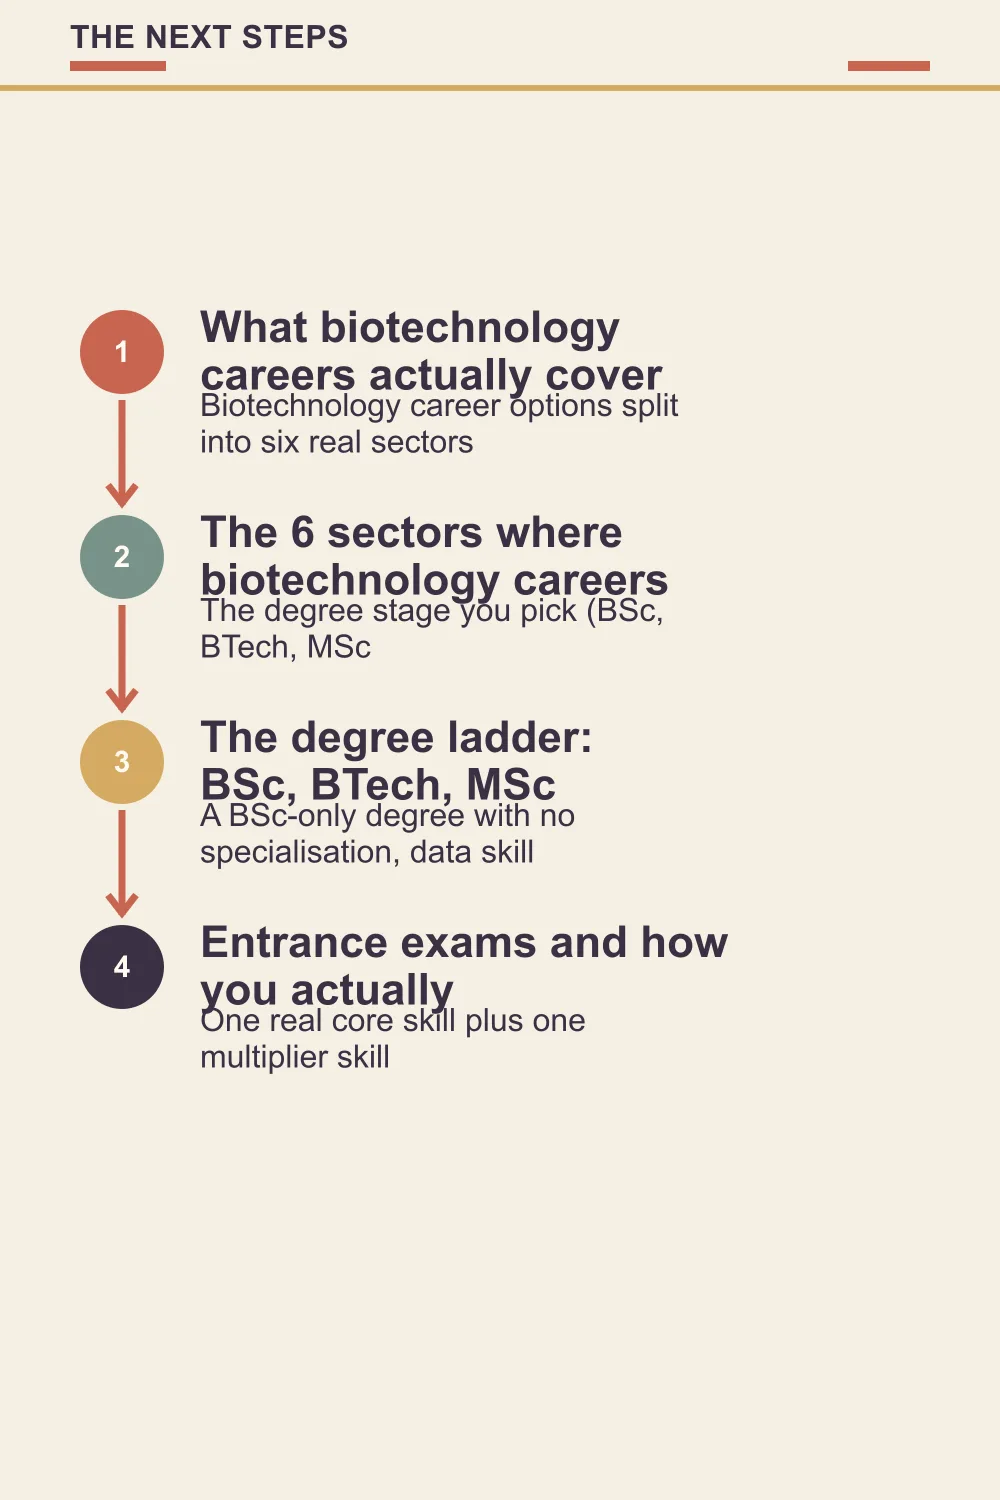 THE NEXT STEPS
1
What biotechnology
careers actually cover
Biotechnology career options split
into six real sectors
2
The 6 sectors where
biotechnology careers
The degree stage you pick (BSc,
BTech, MSc
3
The degree ladder:
BSc, BTech, MSc
A BSc-only degree with no
specialisation, data skill
4
Entrance exams and how
you actually
One real core skill plus one
multiplier skill